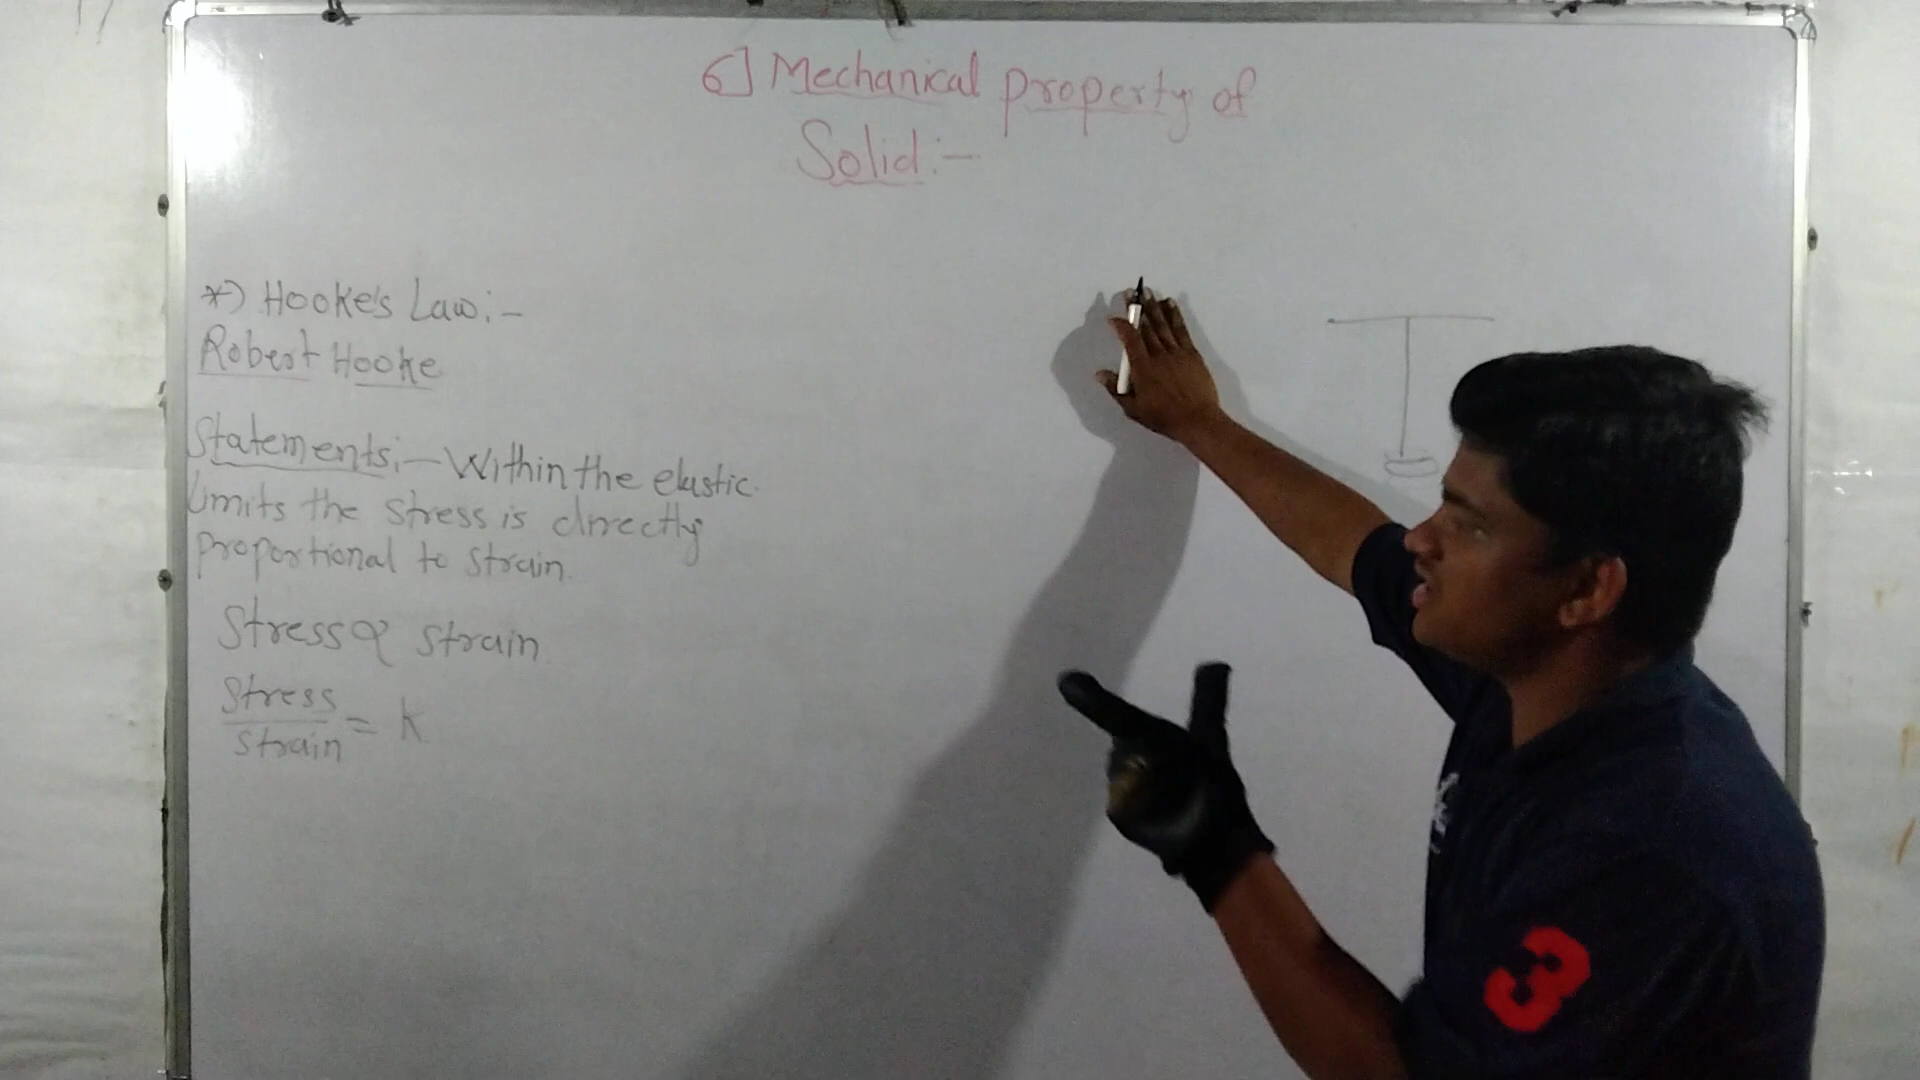 6] Mechanical property of
Solid:-
*) Hooke's Law:-
Robert Hooke
Statements:- Within the elastic
limits the stress is directly
proportional to strain.
Stress ∝ strain
Stress
strain = K
3